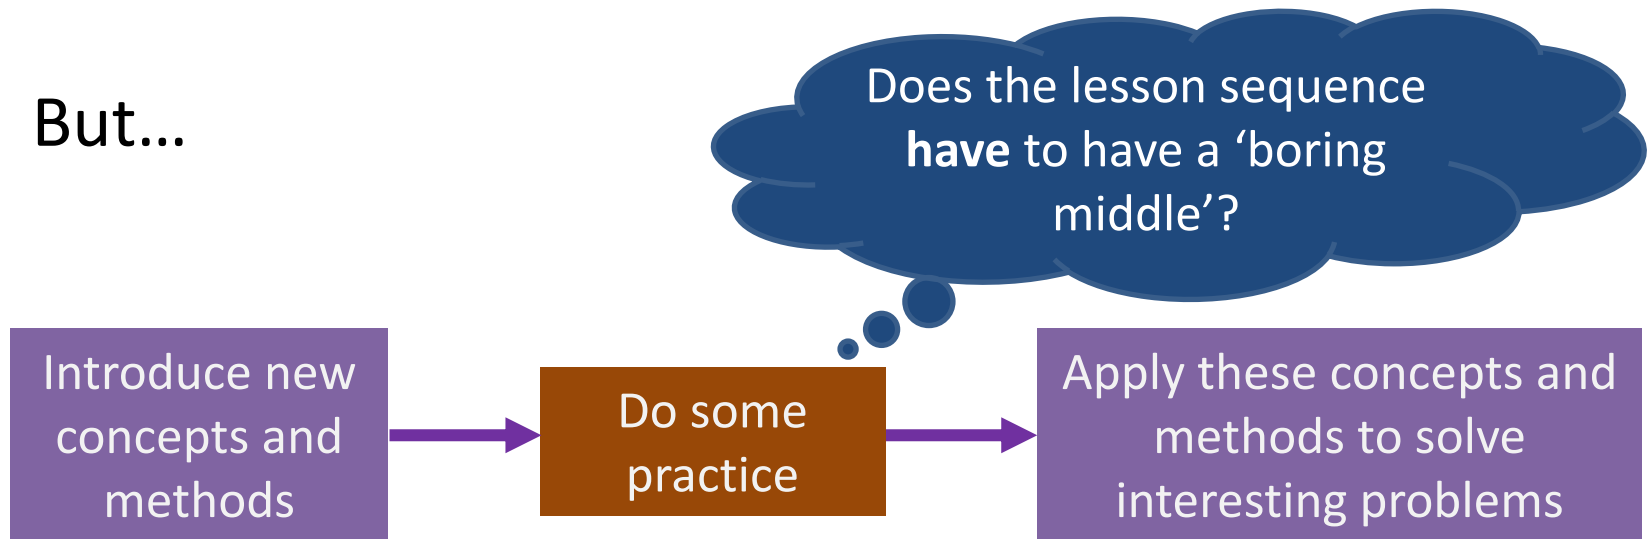 But…
Does the lesson sequence
have to have a ‘boring
middle’?
Introduce new
concepts and
methods
Do some
practice
Apply these concepts and
methods to solve
interesting problems